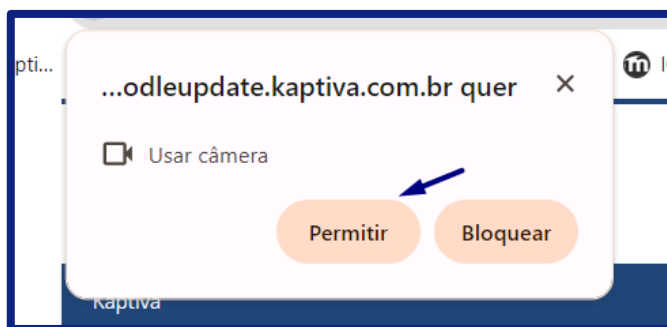 pti...
...odleupdate.kaptiva.com.br quer
Usar câmera
Permitir
Bloquear
Kaptiva